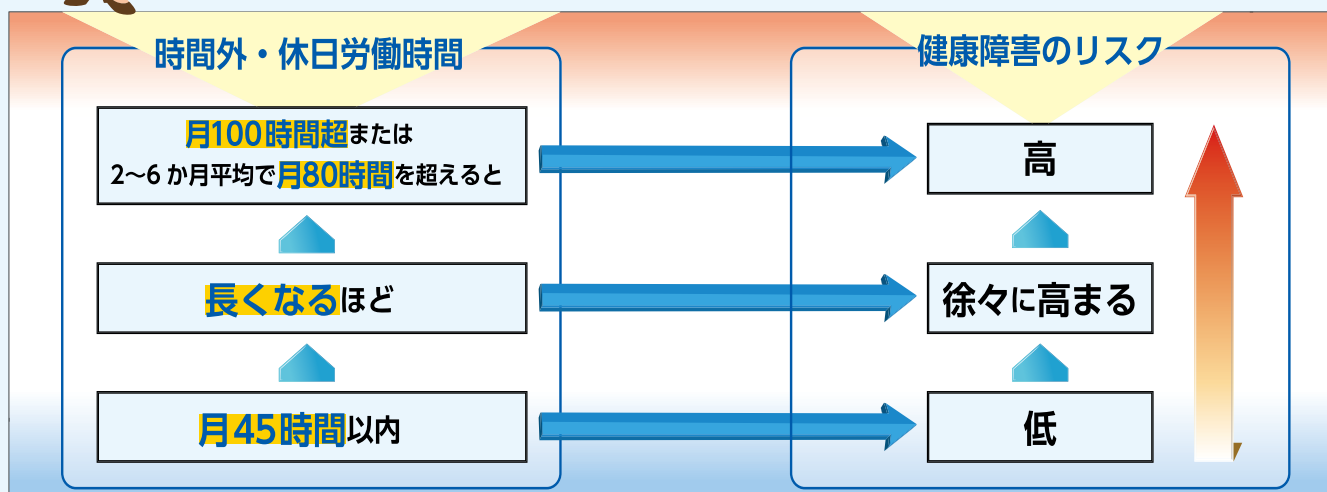 時間外・休日労働時間
健康障害のリスク
月100時間超または
2〜6か月平均で月80時間を超えると
高
長くなるほど
徐々に高まる
月45時間以内
低